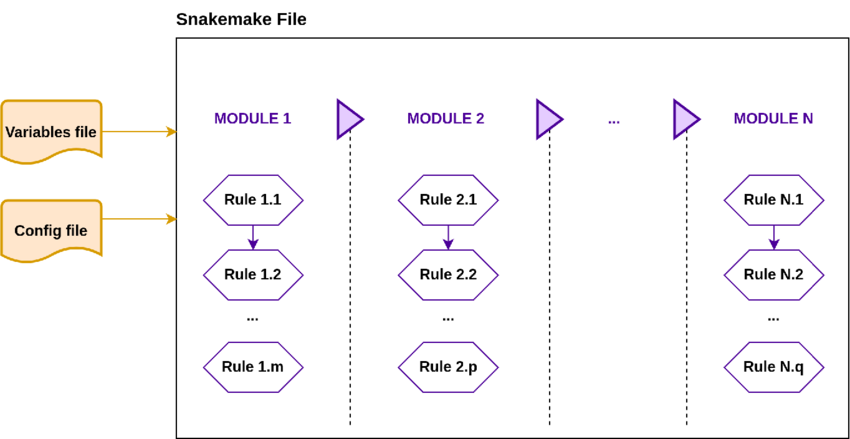 Snakemake File
Variables file
Config file
MODULE 1
MODULE 2
...
MODULE N
Rule 1.1
Rule 2.1
Rule N.1
Rule 1.2
Rule 2.2
Rule N.2
...
...
...
Rule 1.m
Rule 2.p
Rule N.q